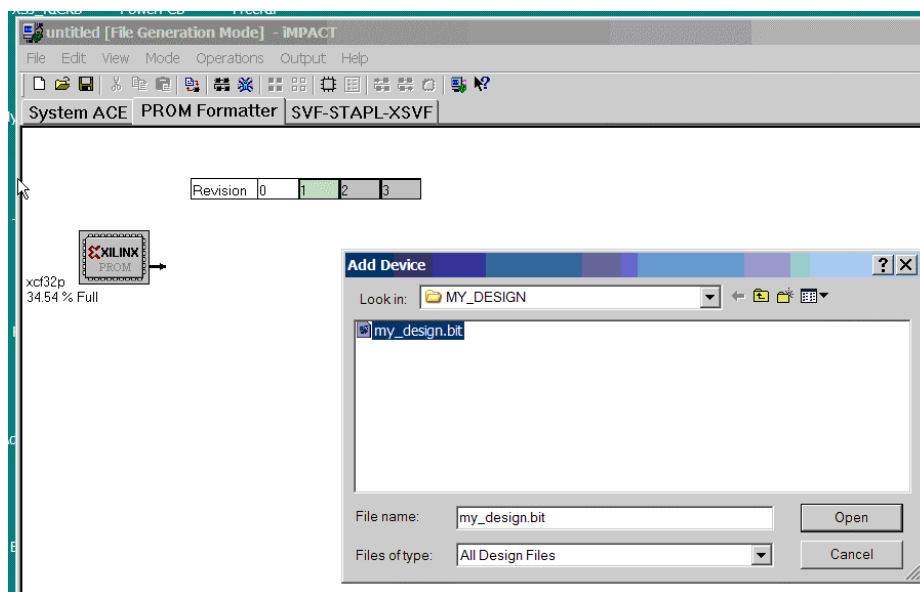 untitled [File Generation Mode] - iMPACT
File Edit View Mode Operations Output Help
System ACE PROM Formatter SVF-STAPL-XSVF
Revision 0 1 2 3
XILINX
PROM
xcf32p
34.54 % Full
Add Device
Look in: MY_DESIGN
my_design.bit
File name: my_design.bit Open
Files of type: All Design Files Cancel